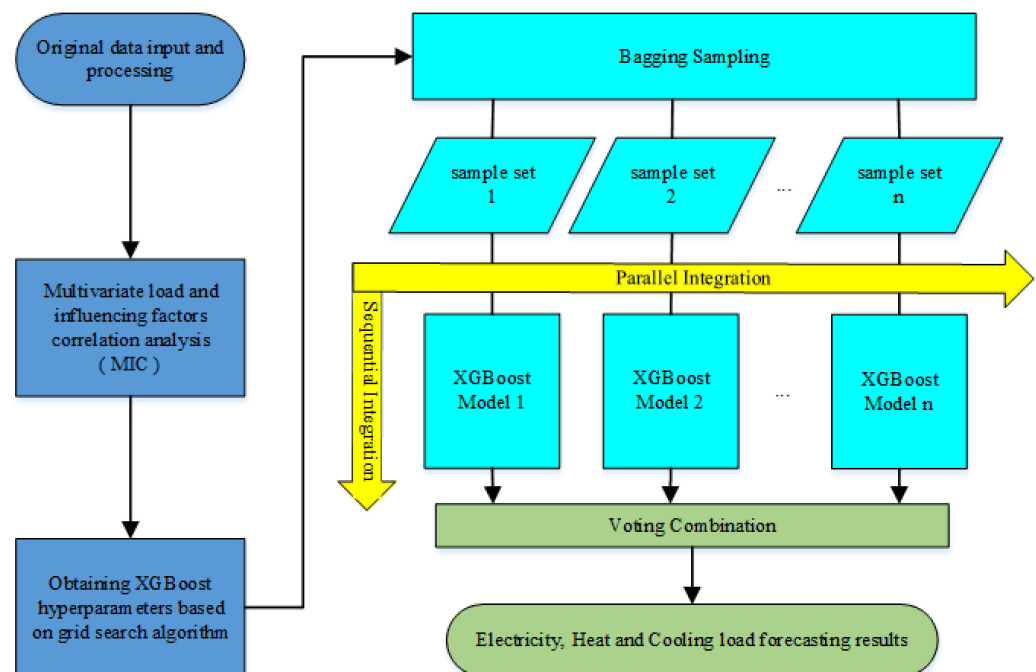 Original data input and
processing
Multivariate load and
influencing factors
correlation analysis
( MIC )
Obtaining XGBoost
hyperparameters based
on grid search algorithm
Bagging Sampling
sample set
1
sample set
2
...
sample set
n
Parallel Integration
Sequential Integration
XGBoost
Model 1
XGBoost
Model 2
...
XGBoost
Model n
Voting Combination
Electricity, Heat and Cooling load forecasting results